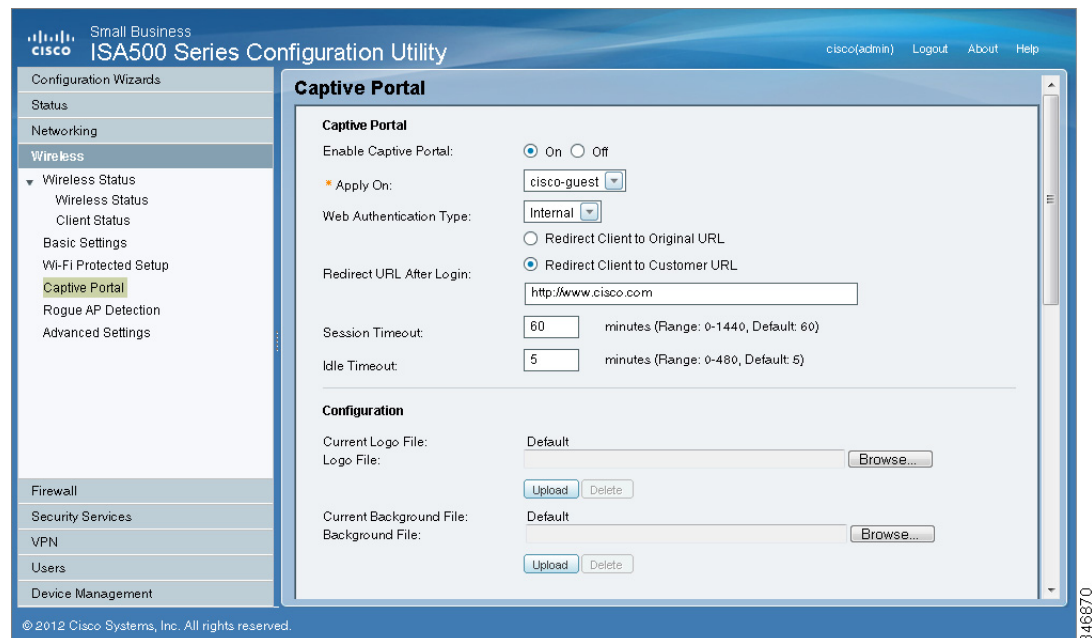 Small Business
cisco ISA500 Series Configuration Utility
cisco(admin) Logout About Help
Configuration Wizards
Status
Networking
Wireless
Wireless Status
Wireless Status
Client Status
Basic Settings
Wi-Fi Protected Setup
Captive Portal
Rogue AP Detection
Advanced Settings
Firewall
Security Services
VPN
Users
Device Management
Captive Portal
Captive Portal
Enable Captive Portal: On Off
* Apply On: cisco-guest
Web Authentication Type: Internal
Redirect Client to Original URL
Redirect URL After Login: Redirect Client to Customer URL
http://www.cisco.com
Session Timeout: 60 minutes (Range: 0-1440, Default: 60)
Idle Timeout: 5 minutes (Range: 0-480, Default: 5)
Configuration
Current Logo File: Default
Logo File: Browse...
Upload Delete
Current Background File: Default
Background File: Browse...
Upload Delete
© 2012 Cisco Systems, Inc. All rights reserved.
46870